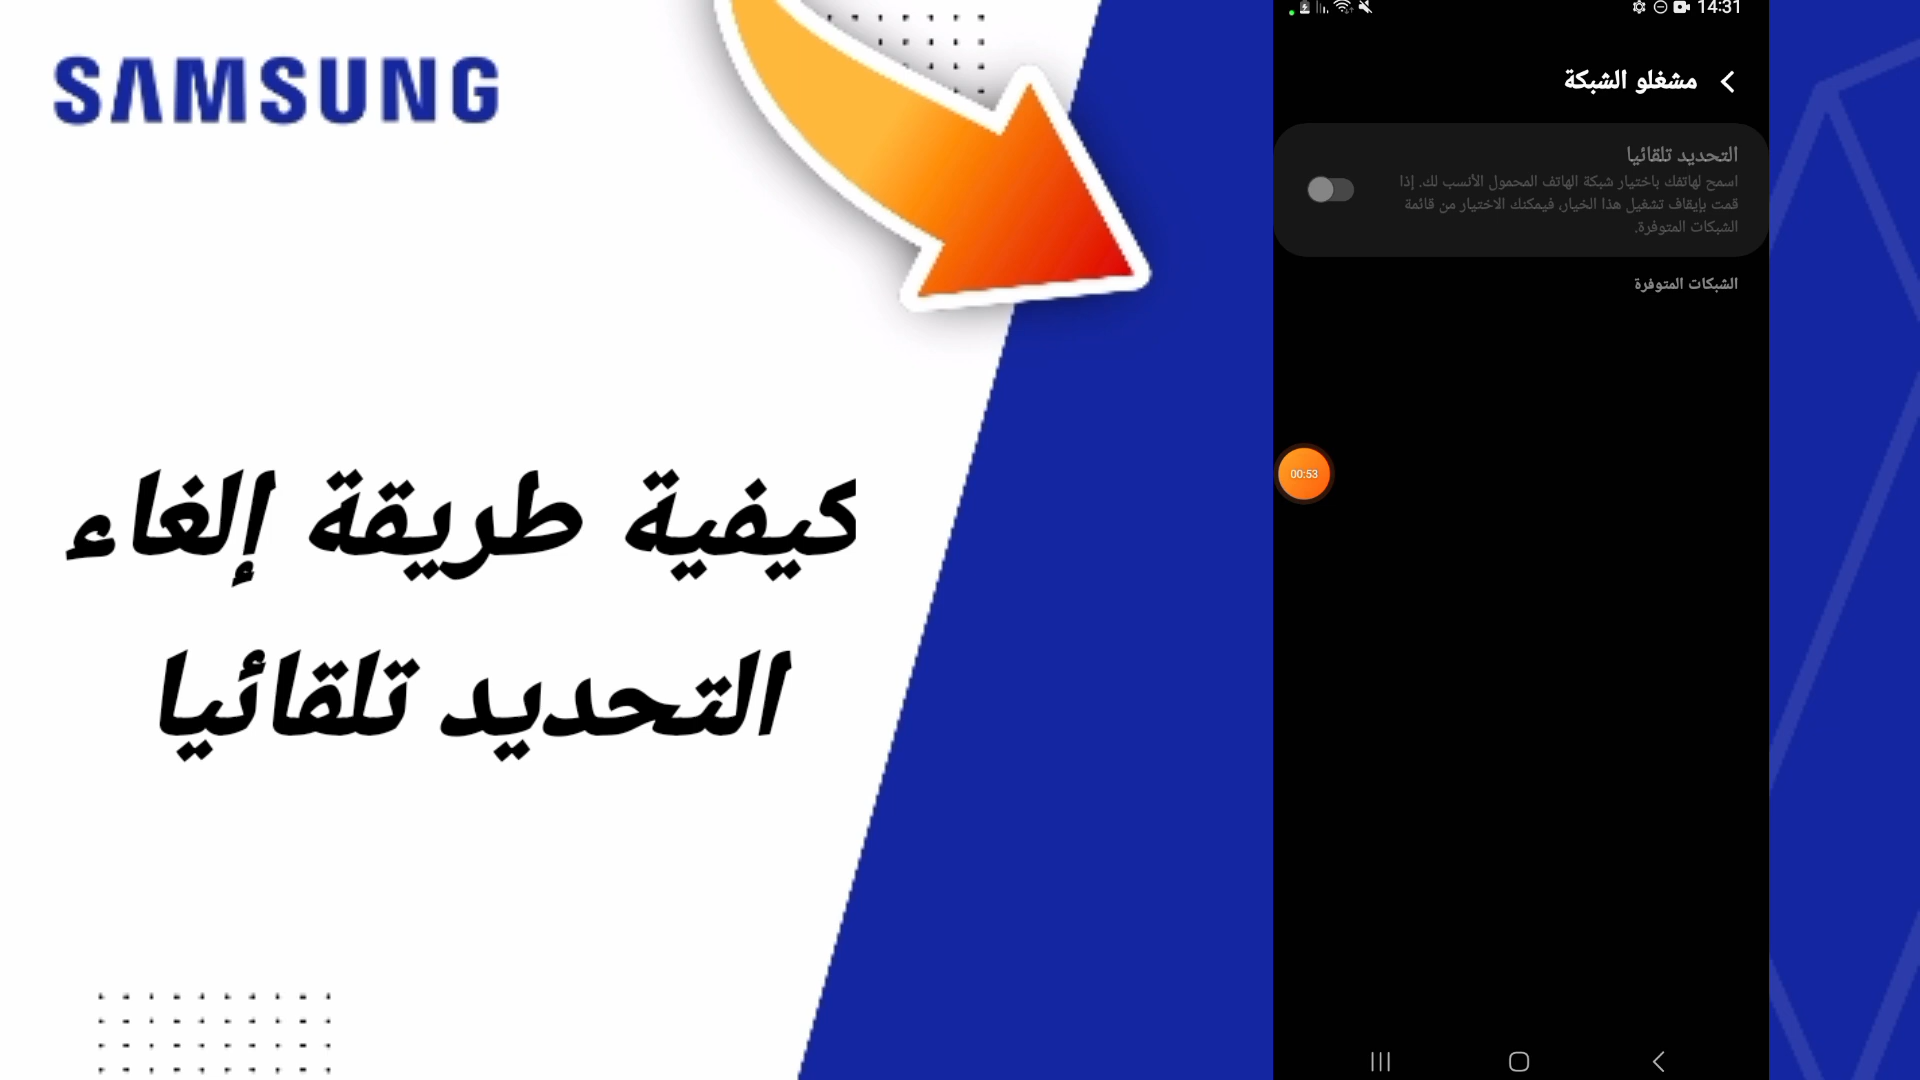 SAMSUNG
كيفية طريقة إلغاء
التحديد تلقائيا
14:31
مشغلو الشبكة
التحديد تلقائيا
اسمح لهاتفك باختيار شبكة الهاتف المحمول الأنسب لك. إذا
قمت بإيقاف تشغيل هذا الخيار، فيمكنك الاختيار من قائمة
الشبكات المتوفرة.
الشبكات المتوفرة
00:53